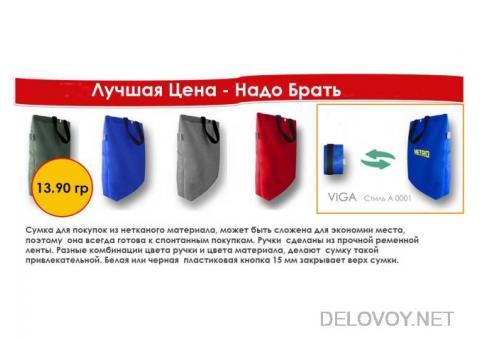 Лучшая Цена - Надо Брать
13.90 гр
METRO
VIGA Стиль A 0001
Сумка для покупок из нетканого материала, может быть сложена для экономии места,
поэтому она всегда готова к спонтанным покупкам. Ручки сделаны из прочной ременной
ленты. Разные комбинации цвета ручки и цвета материала, делают сумку такой
привлекательной. Белая или черная пластиковая кнопка 15 мм закрывает верх сумки.
DELOVOY.NET